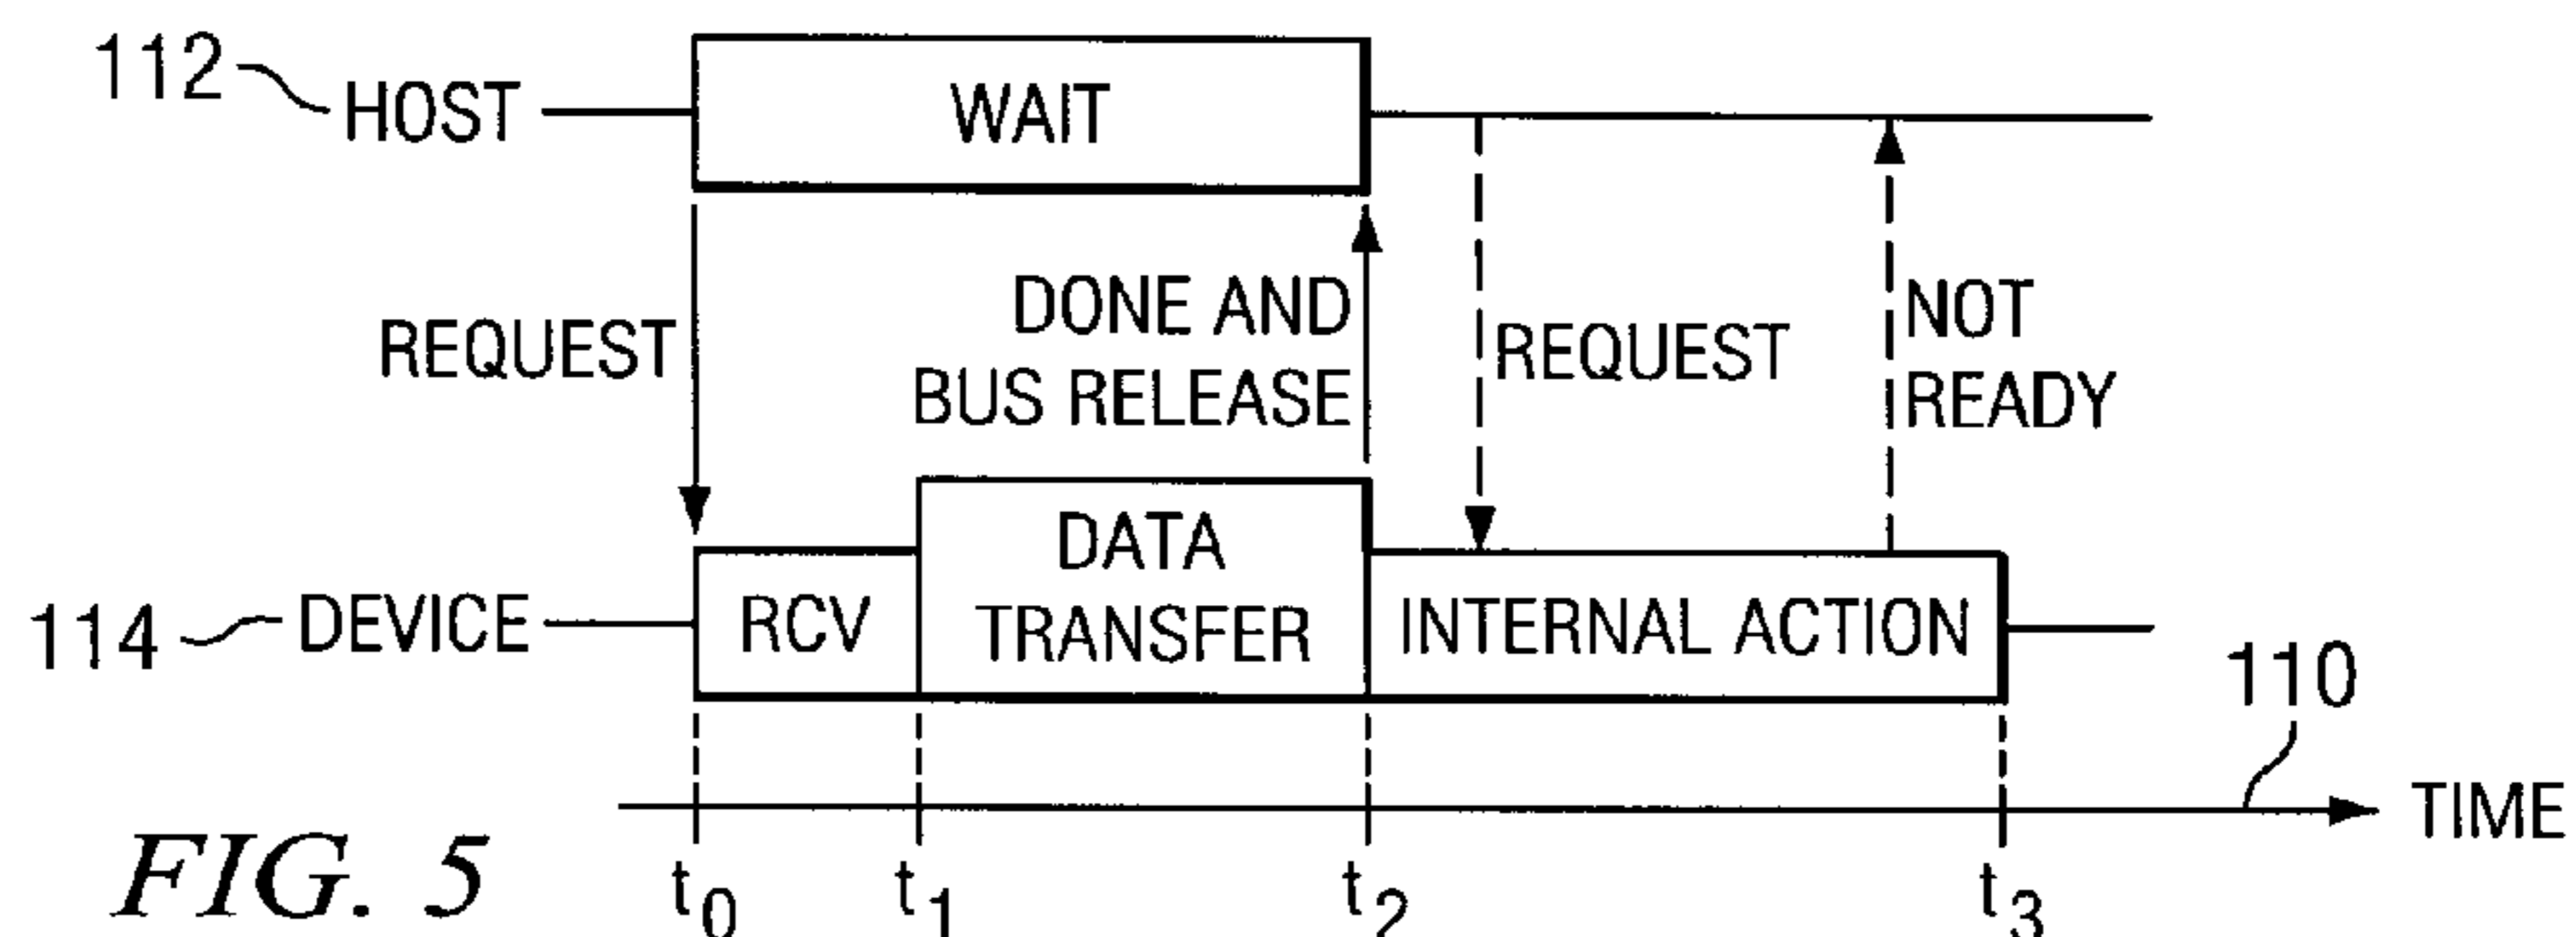 112
HOST
WAIT
REQUEST
DONE AND
BUS RELEASE
REQUEST
NOT
READY
114
DEVICE
RCV
DATA
TRANSFER
INTERNAL ACTION
110
TIME
t0
t1
t2
t3
FIG. 5